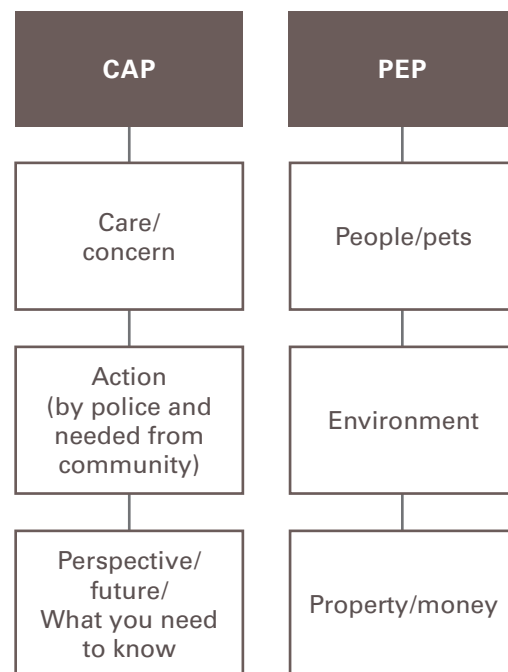 CAP
Care/
concern
Action
(by police and
needed from
community)
Perspective/
future/
What you need
to know
PEP
People/pets
Environment
Property/money